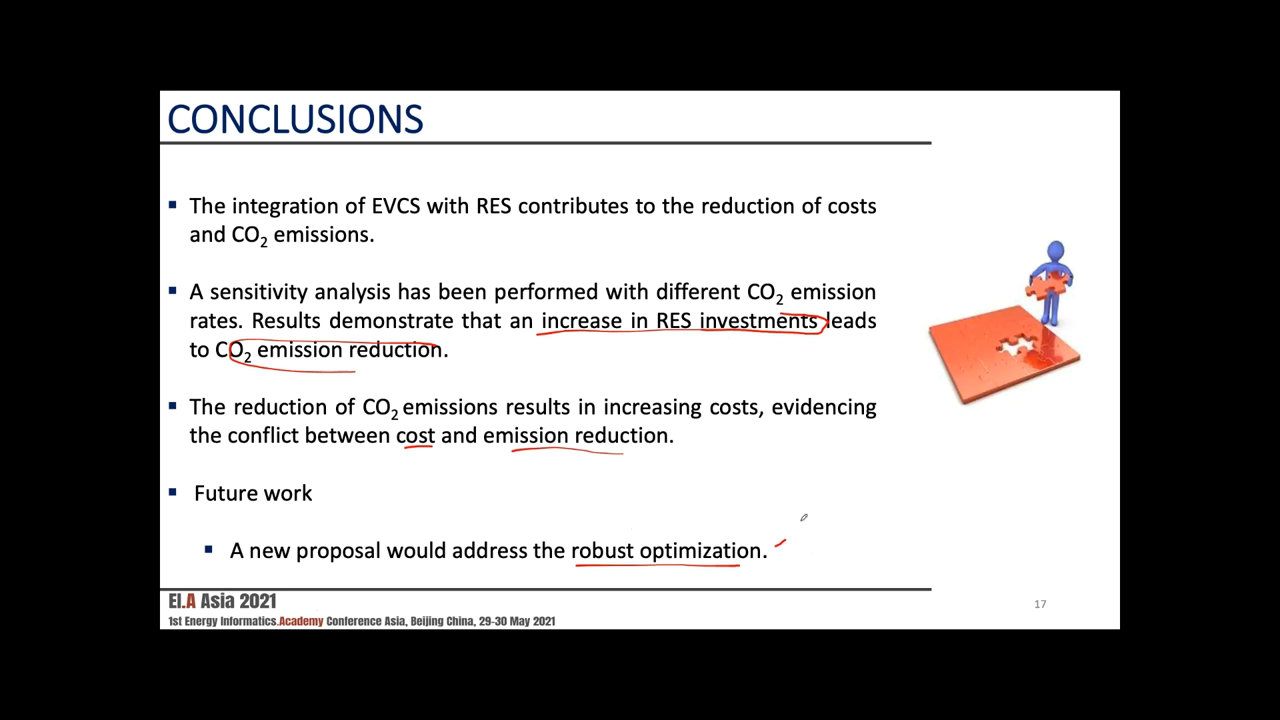 CONCLUSIONS
▪ The integration of EVCS with RES contributes to the reduction of costs
and CO₂ emissions.
▪ A sensitivity analysis has been performed with different CO₂ emission
rates. Results demonstrate that an increase in RES investments leads
to CO₂ emission reduction.
▪ The reduction of CO₂ emissions results in increasing costs, evidencing
the conflict between cost and emission reduction.
▪ Future work
▪ A new proposal would address the robust optimization.
EI.A Asia 2021
17
1st Energy Informatics.Academy Conference Asia, Beijing China, 29-30 May 2021